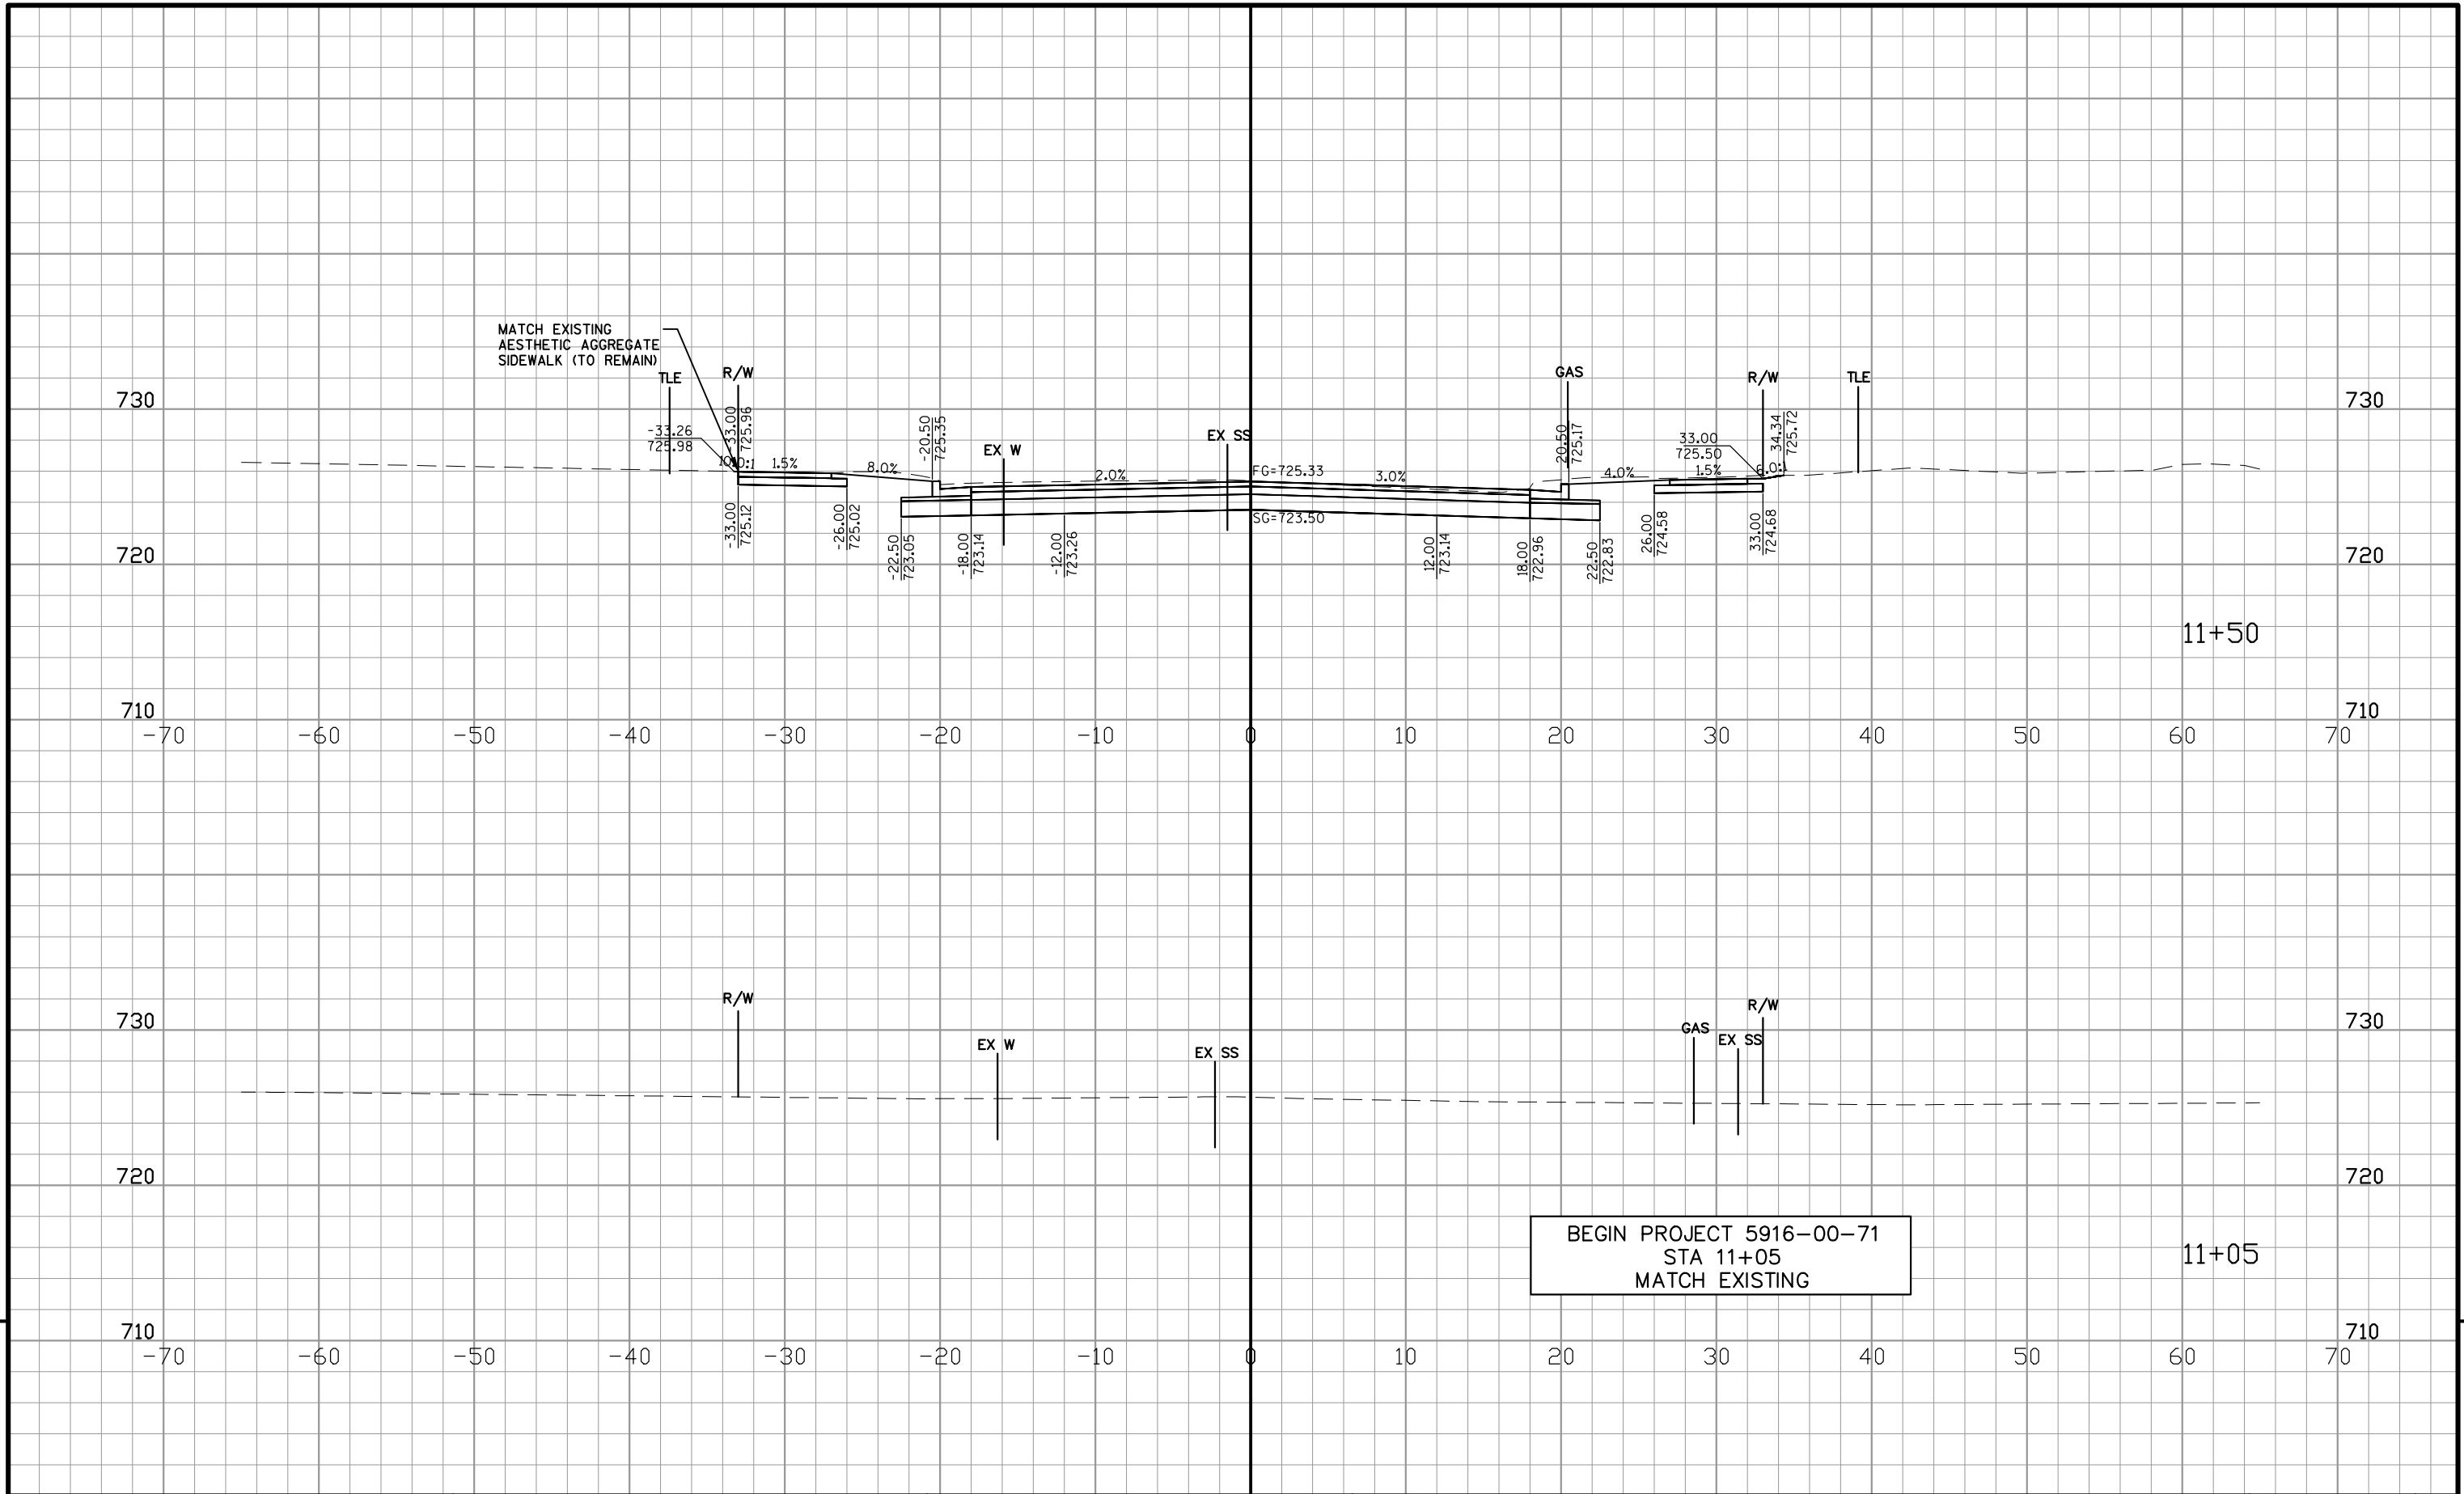 MATCH EXISTING
AESTHETIC AGGREGATE
SIDEWALK (TO REMAIN)
TLE
R/W
GAS
R/W
TLE
730
730
-33.00
725.96
-33.26
725.98
-20.50
725.35
EX W
EX SS
20.50
725.17
33.00
725.50
34.34
725.72
1.5%
8.0%
2.0%
FG=725.33
3.0%
4.0%
1.5%
6.0:1
SG=723.50
-33.00
725.12
-26.00
725.02
-22.50
723.05
-18.00
723.14
-12.00
723.26
12.00
723.14
18.00
722.96
22.50
722.83
26.00
724.58
33.00
724.68
720
720
11+50
710
710
-70 -60 -50 -40 -30 -20 -10 0 10 20 30 40 50 60 70
R/W
R/W
730
730
EX W
EX SS
GAS
EX SS
720
720
BEGIN PROJECT 5916-00-71
STA 11+05
MATCH EXISTING
11+05
710
710
-70 -60 -50 -40 -30 -20 -10 0 10 20 30 40 50 60 70